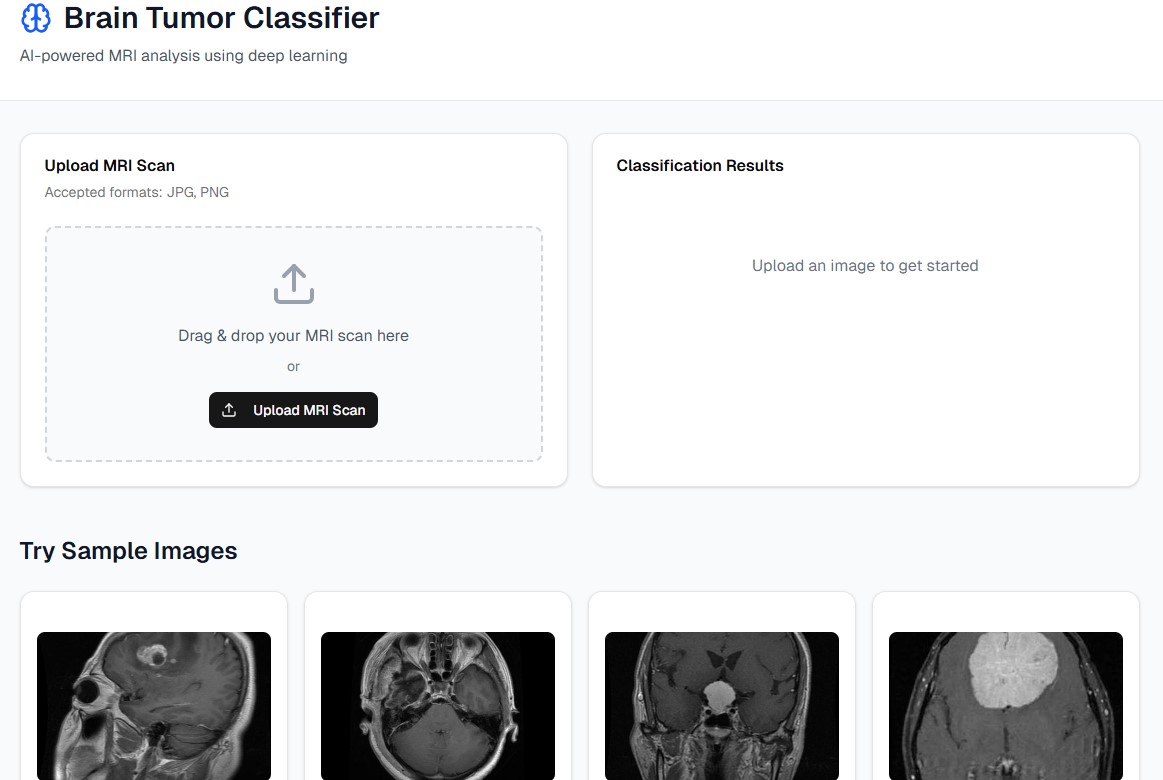 Brain Tumor Classifier
AI-powered MRI analysis using deep learning
Upload MRI Scan
Accepted formats: JPG, PNG
Drag & drop your MRI scan here
or
Upload MRI Scan
Classification Results
Upload an image to get started
Try Sample Images